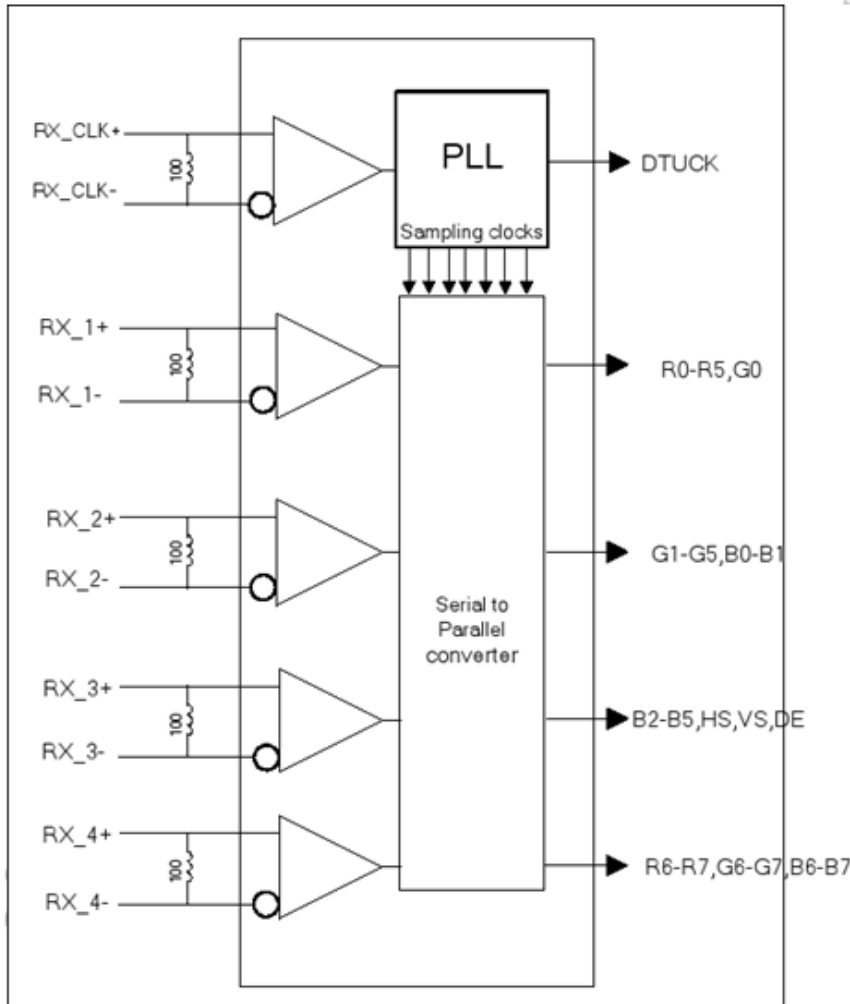 RX_CLK+
100
RX_CLK-
PLL
Sampling clocks
DTUCK
RX_1+
100
RX_1-
R0-R5,G0
RX_2+
100
RX_2-
G1-G5,B0-B1
Serial to
Parallel
converter
RX_3+
100
RX_3-
B2-B5,HS,VS,DE
RX_4+
100
RX_4-
R6-R7,G6-G7,B6-B7